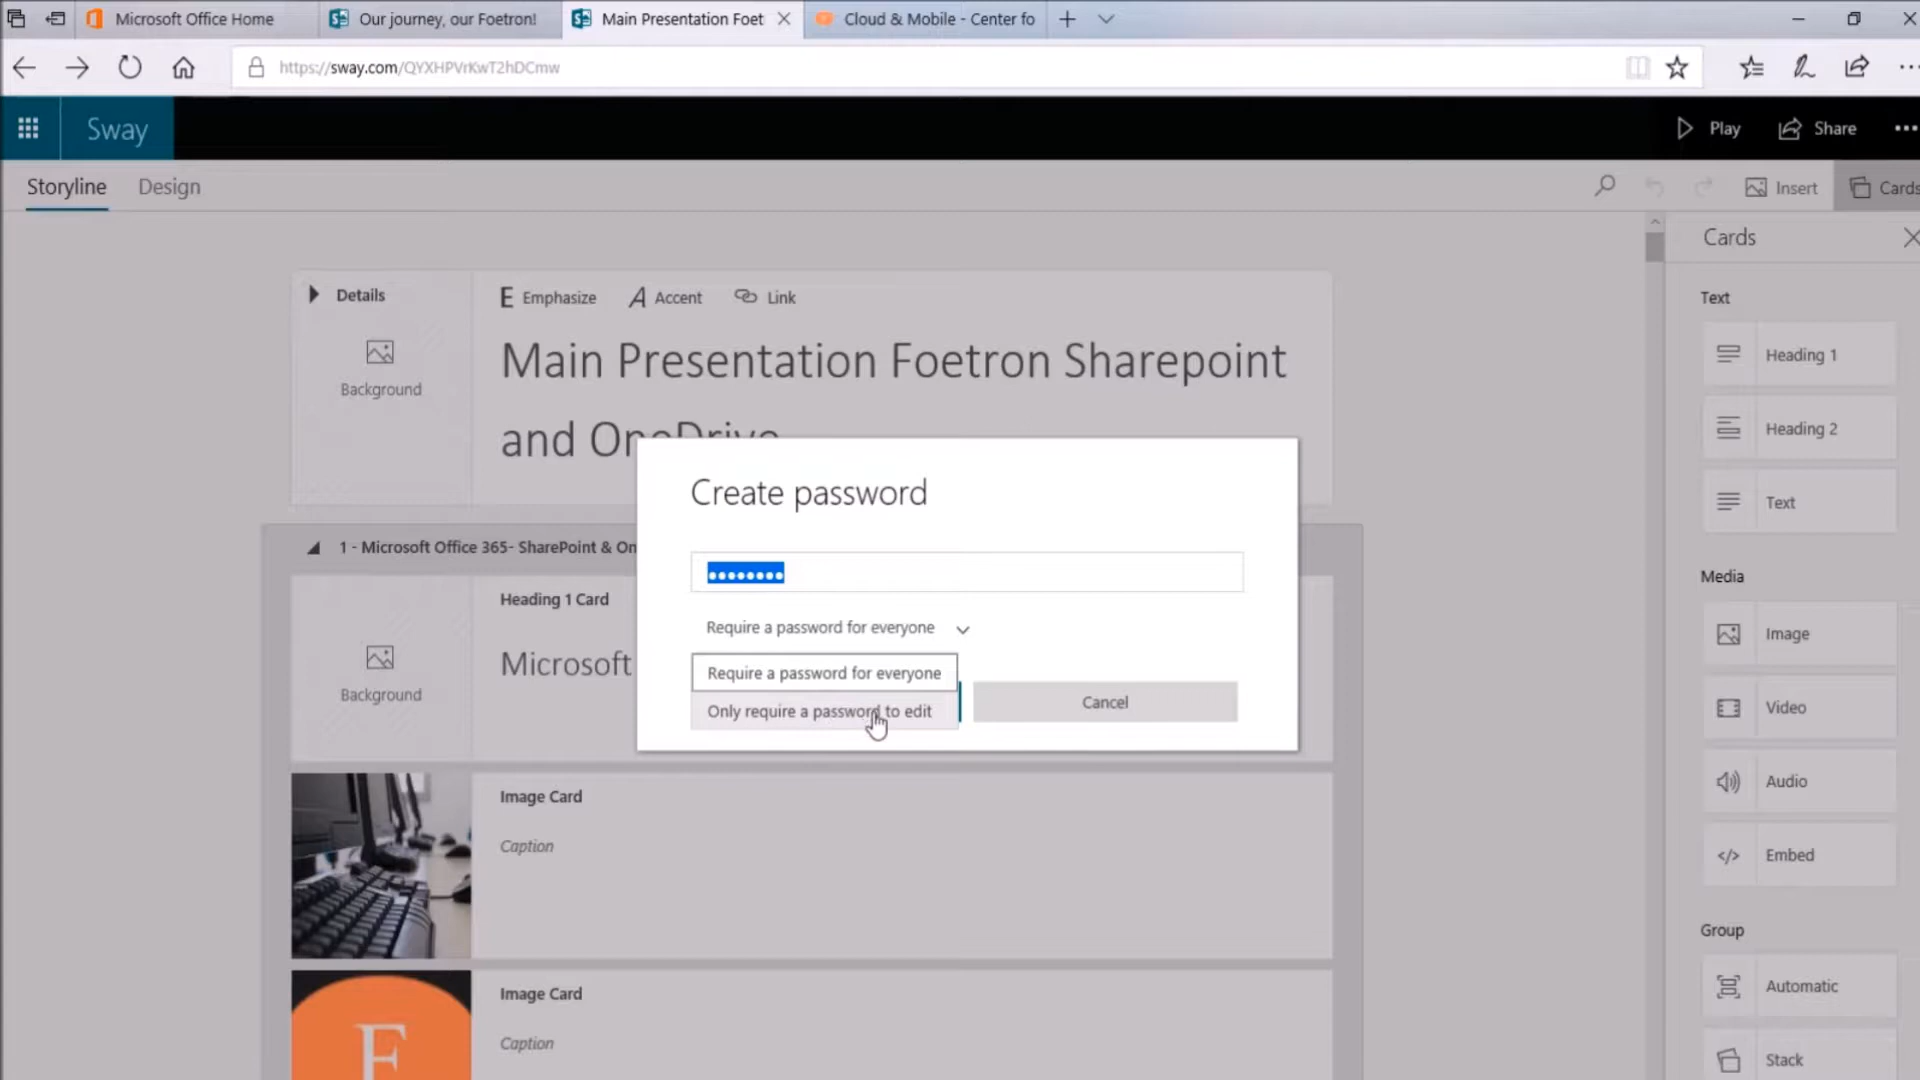 Microsoft Office Home
Our journey, our Foetron!
Main Presentation Foet
Cloud & Mobile - Center fo
https://sway.com/QYXHPVrKwT2hDCmw
Sway
Play
Share
Storyline
Design
Insert
Cards
Cards
Details
E Emphasize
A Accent
Link
Text
Main Presentation Foetron Sharepoint
Heading 1
Background
and OneDrive
Heading 2
Create password
Text
1 - Microsoft Office 365- SharePoint & On
Media
Heading 1 Card
Require a password for everyone
Image
Microsoft
Require a password for everyone
Background
Cancel
Only require a password to edit
Video
Image Card
Audio
Caption
Embed
Group
Image Card
Automatic
Caption
F
Stack